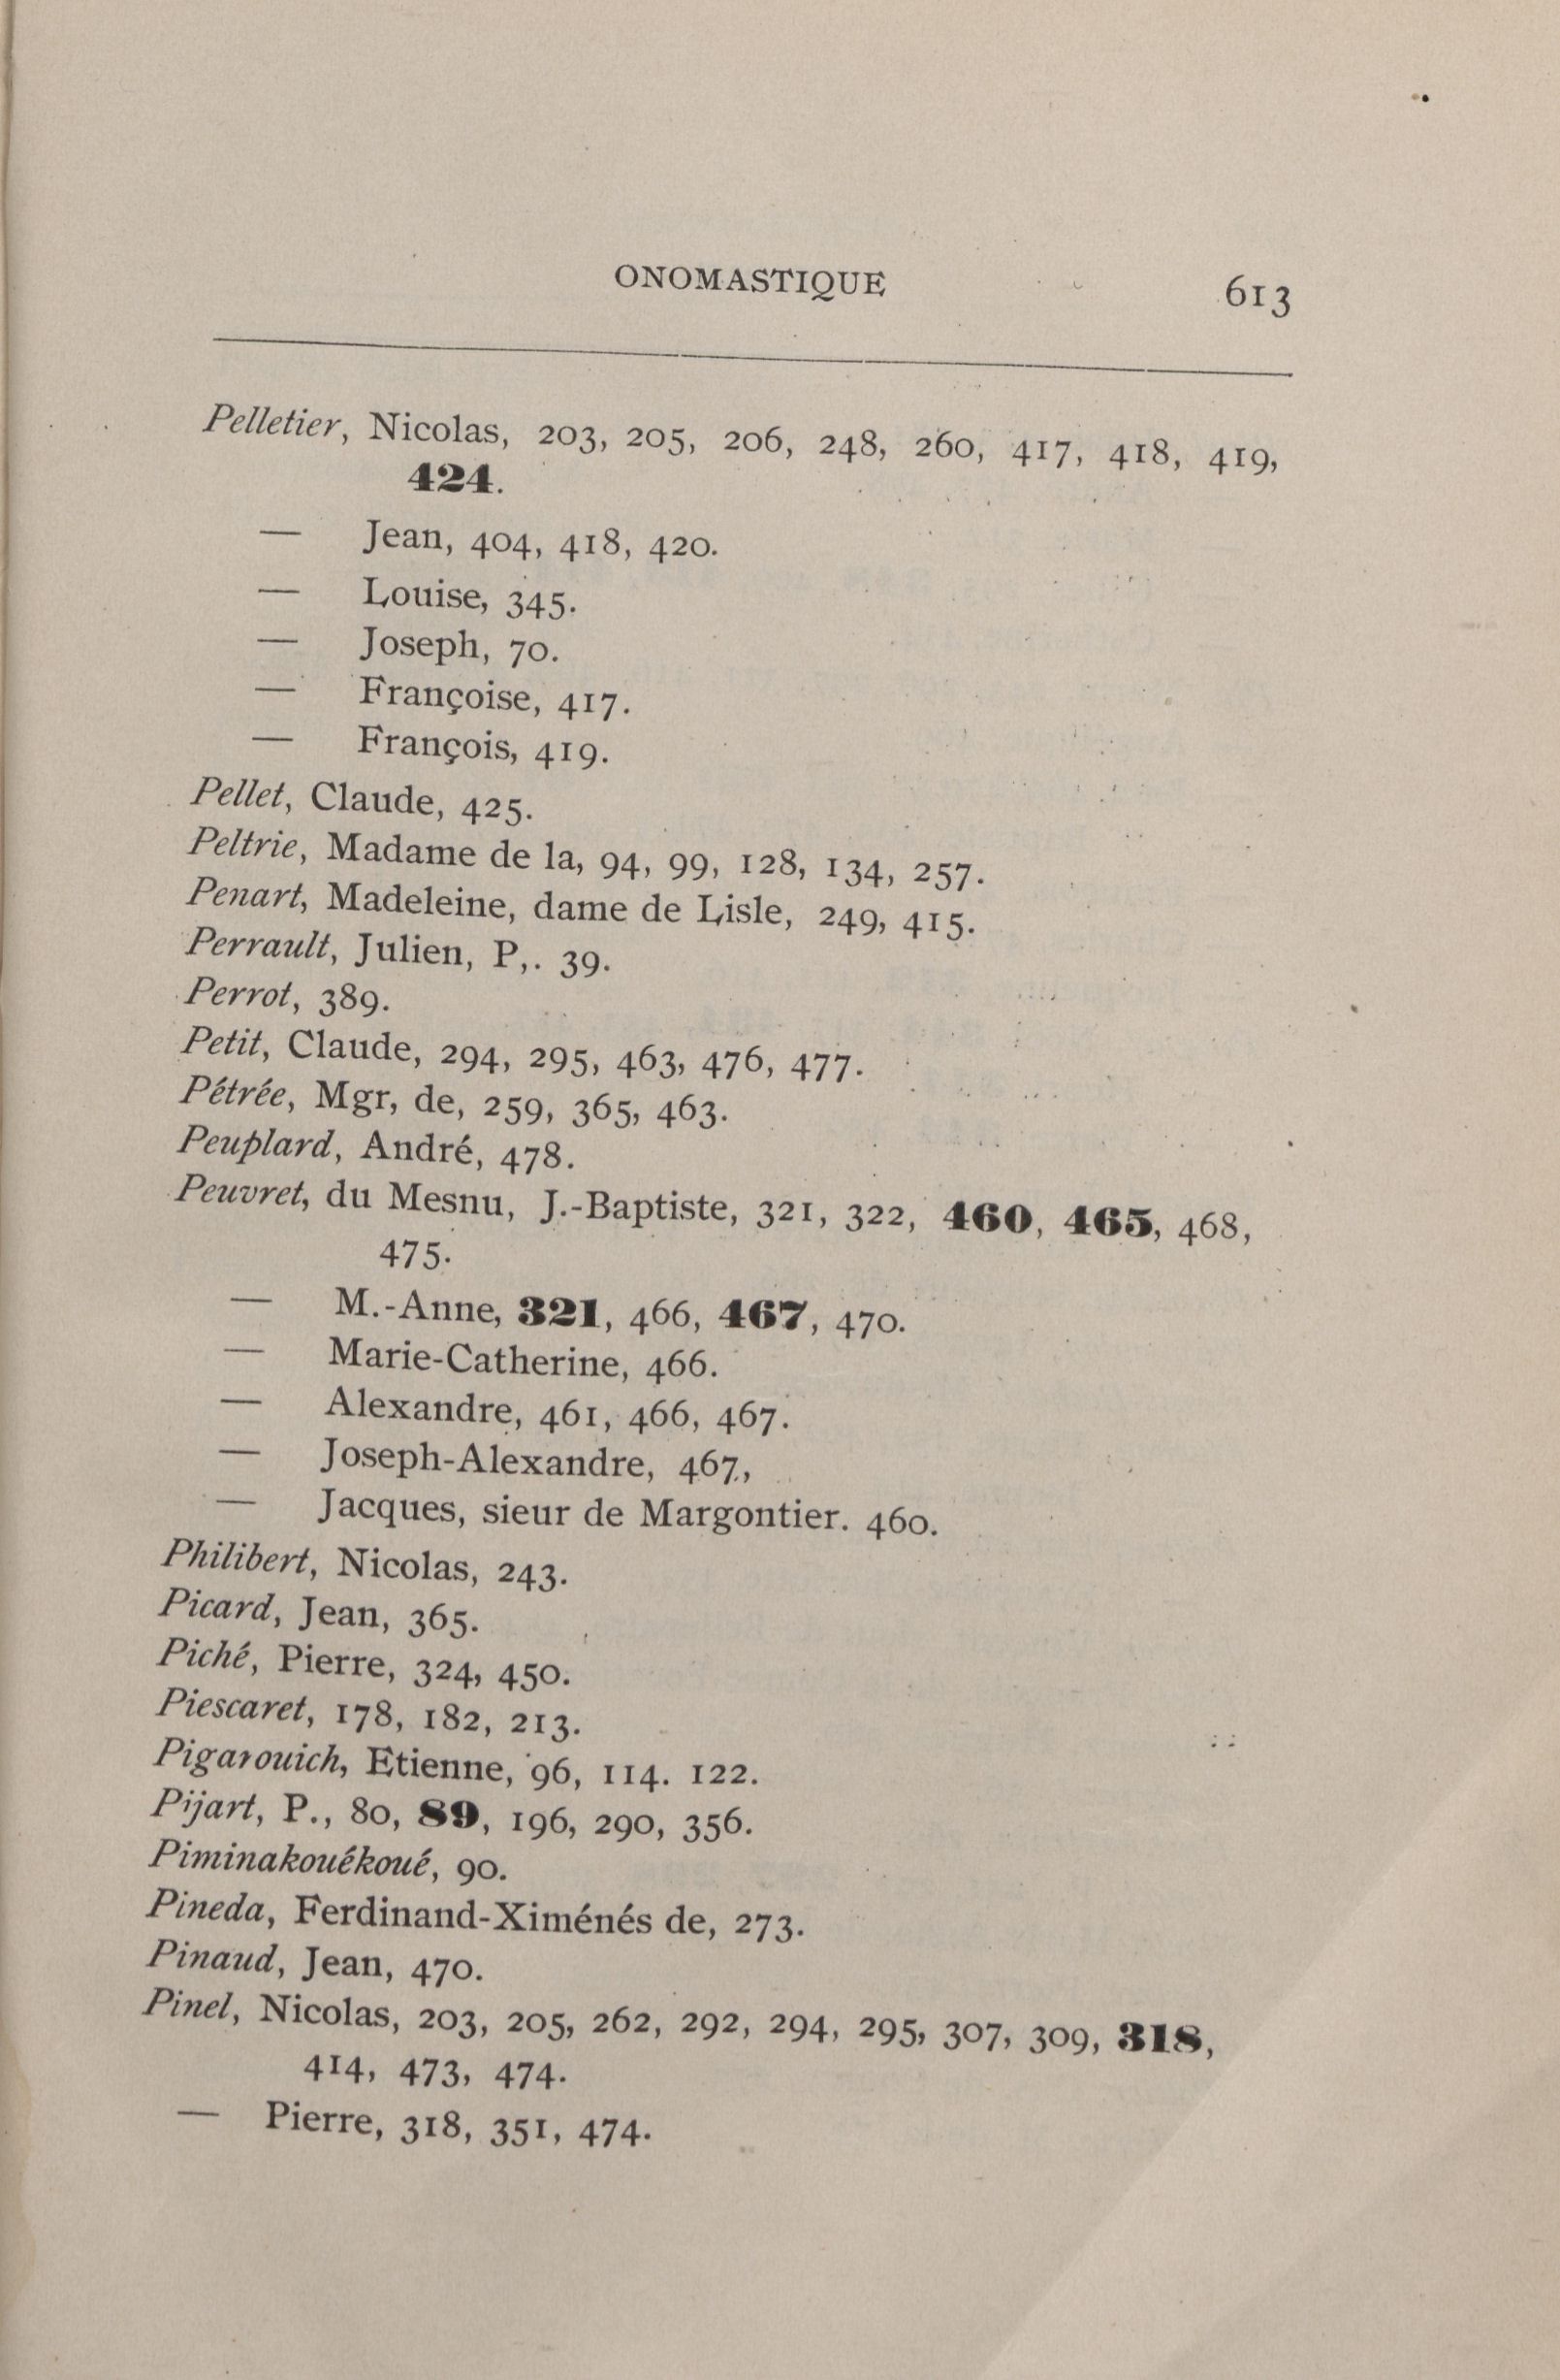 ONOMASTIQUE 613
Pelletier, Nicolas, 203, 205, 206, 248, 260, 417, 418, 419,
424.
— Jean, 404, 418, 420.
— Louise, 345.
— Joseph, 70.
— Françoise, 417.
— François, 419.
Pellet, Claude, 425.
Peltrie, Madame de la, 94, 99, 128, 134, 257.
Penart, Madeleine, dame de Lisle, 249, 415.
Perrault, Julien, P,. 39.
Perrot, 389.
Petit, Claude, 294, 295, 463, 476, 477.
Pétrée, Mgr, de, 259, 365, 463.
Peuplard, André, 478.
Peuvret, du Mesnu, J.-Baptiste, 321, 322, 460, 465, 468,
475.
— M.-Anne, 321, 466, 467, 470.
— Marie-Catherine, 466.
— Alexandre, 461, 466, 467.
— Joseph-Alexandre, 467,
— Jacques, sieur de Margontier. 460.
Philibert, Nicolas, 243.
Picard, Jean, 365.
Piché, Pierre, 324, 450.
Piescaret, 178, 182, 213.
Pigarouich, Etienne, 96, 114. 122.
Pijart, P., 80, 89, 196, 290, 356.
Piminakouékoué, 90.
Pineda, Ferdinand-Ximénés de, 273.
Pinaud, Jean, 470.
Pinel, Nicolas, 203, 205, 262, 292, 294, 295, 307, 309, 318,
414, 473, 474.
— Pierre, 318, 351, 474.